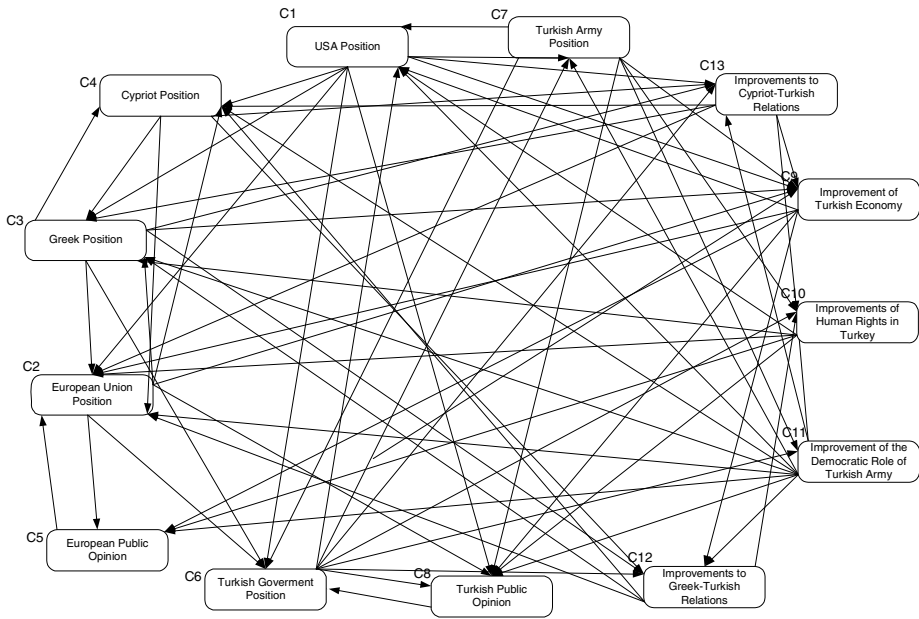 C1
USA Position
C7
Turkish Army
Position
C13
Improvements to
Cypriot-Turkish
Relations
C4
Cypriot Position
C9
Improvement of
Turkish Economy
C3
Greek Position
C10
Improvements of
Human Rights in
Turkey
C2
European Union
Position
C11
Improvement of the
Democratic Role of
Turkish Army
C5
European Public
Opinion
C6
Turkish Goverment
Position
C8
Turkish Public
Opinion
C12
Improvements to
Greek-Turkish
Relations